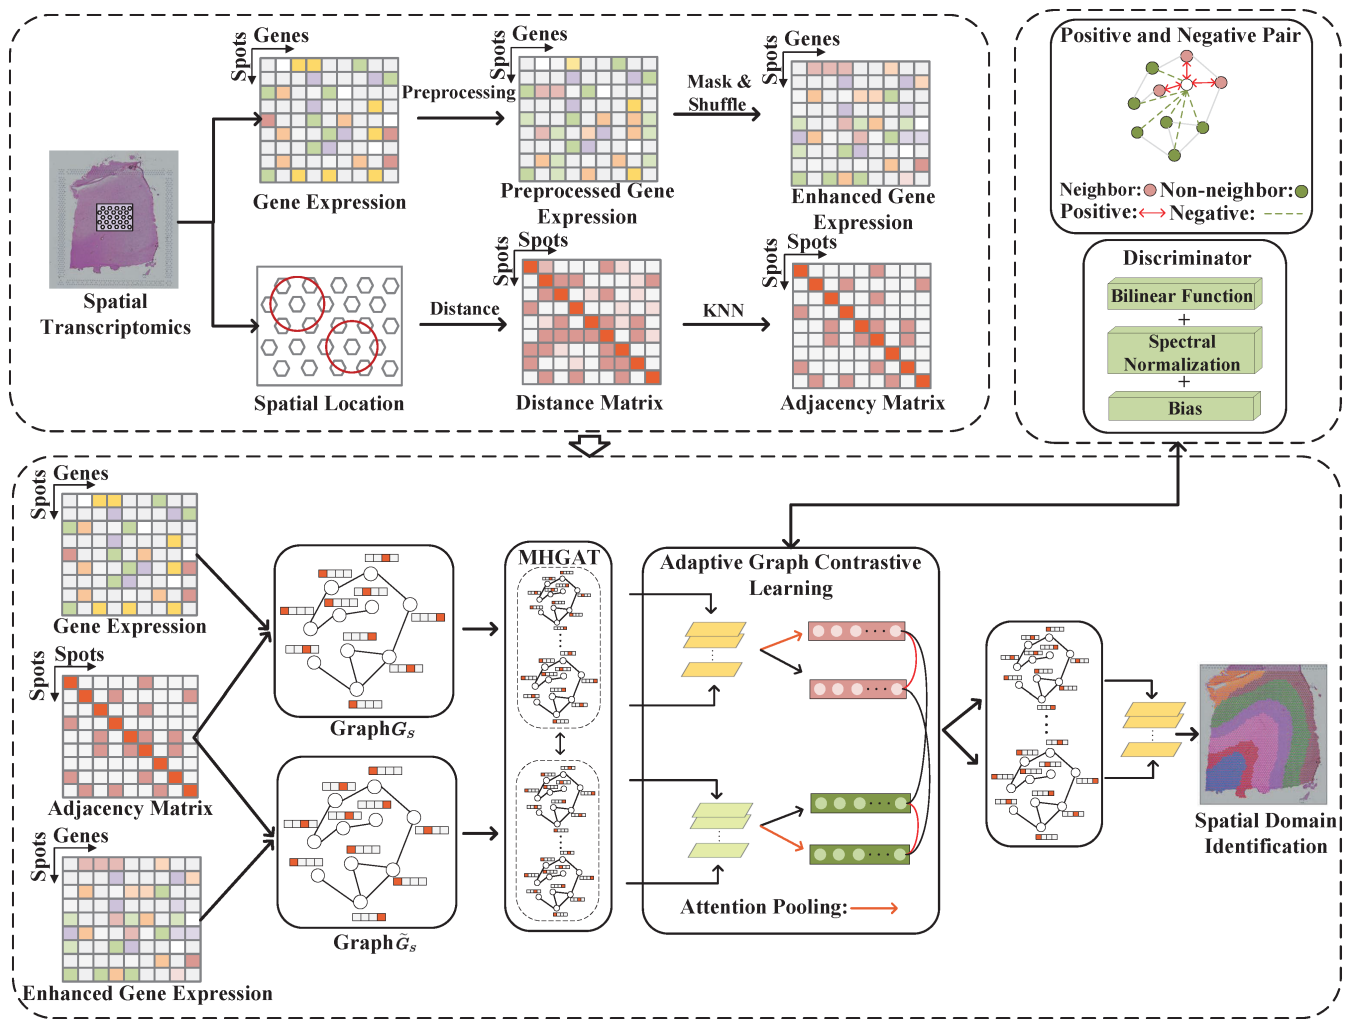 Genes
Spots
Gene Expression
Preprocessing
Genes
Spots
Preprocessed Gene
Expression
Mask &
Shuffle
Genes
Spots
Enhanced Gene
Expression
Spatial
Transcriptomics
Spatial Location
Distance
Spots
Spots
Distance Matrix
KNN
Spots
Spots
Adjacency Matrix
Positive and Negative Pair
Neighbor: Non-neighbor:
Positive: Negative:
Discriminator
Bilinear Function
+
Spectral
Normalization
+
Bias
Genes
Spots
Gene Expression
Spots
Spots
Adjacency Matrix
Genes
Spots
Enhanced Gene Expression
Graph Gₛ
Graph G̃ₛ
MHGAT
Adaptive Graph Contrastive
Learning
Attention Pooling:
Spatial Domain
Identification